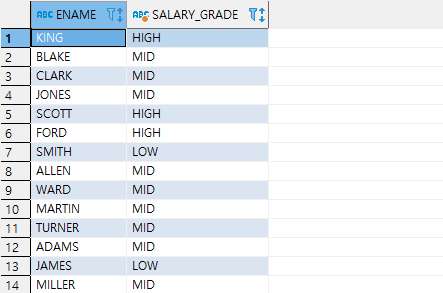 ABC ENAME ABC SALARY_GRADE
1 KING HIGH
2 BLAKE MID
3 CLARK MID
4 JONES MID
5 SCOTT HIGH
6 FORD HIGH
7 SMITH LOW
8 ALLEN MID
9 WARD MID
10 MARTIN MID
11 TURNER MID
12 ADAMS MID
13 JAMES LOW
14 MILLER MID